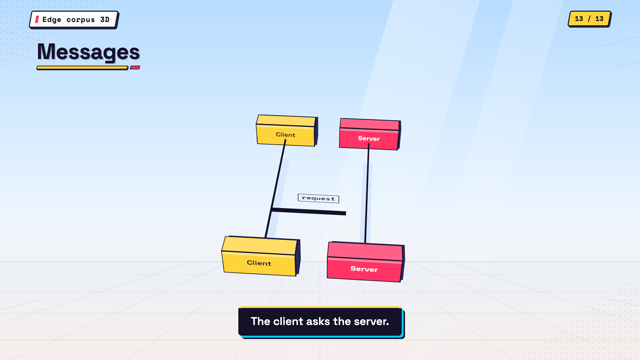 Edge corpus 3D
13 / 13
Messages
Client
Server
request
Client
Server
The client asks the server.